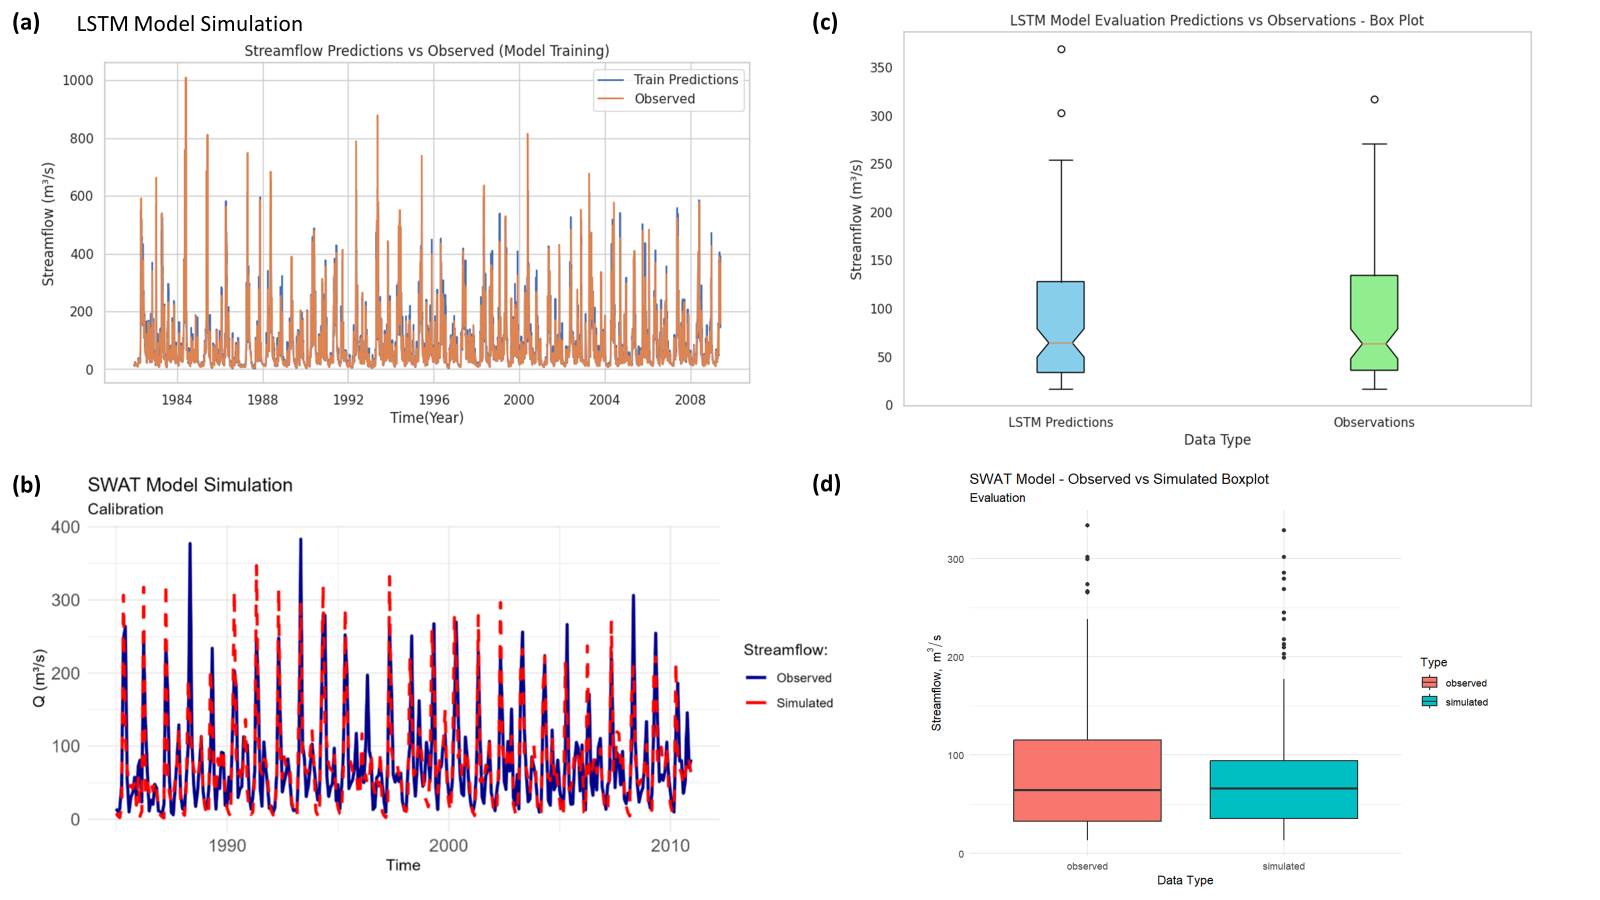 (a) LSTM Model Simulation
Streamflow Predictions vs Observed (Model Training)
Train Predictions
Observed
Streamflow (m³/s)
1000
800
600
400
200
0
1984 1988 1992 1996 2000 2004 2008
Time(Year)
(c)
LSTM Model Evaluation Predictions vs Observations - Box Plot
Streamflow (m³/s)
350
300
250
200
150
100
50
0
LSTM Predictions Observations
Data Type
(b)
SWAT Model Simulation
Calibration
Q (m³/s)
400
300
200
100
0
1990 2000 2010
Time
Streamflow:
Observed
Simulated
(d)
SWAT Model - Observed vs Simulated Boxplot
Evaluation
Streamflow, m³/s
300
200
100
0
observed simulated
Data Type
Type
observed
simulated